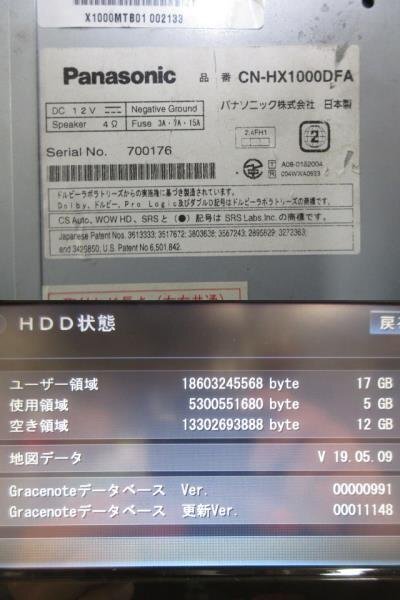 X1000MTB01 002133
Panasonic 品 番 CN-HX1000DFA
DC 12V Negative Ground
Speaker 4Ω Fuse 3A・7A・15A
パナソニック株式会社 日本製
2.4FH1
Serial No. 700176
T A08-0152004
R 004WXA0933
ドルビーラボラトリーズからの実施権に基づき製造されています。
Dolby、ドルビー、Pro Logic及びダブルD記号はドルビーラボラトリーズの商標です。
CS Auto, WOW HD, SRSと(●)記号は SRS Labs,Inc.の商標です。
Japanese Patent Nos. 3613333; 3517672; 3803638; 3567243; 2895629; 3272363;
and 3429850, U.S. Patent No 6,501,842.
HDD状態
戻
ユーザー領域 18603245568 byte 17 GB
使用領域 5300551680 byte 5 GB
空き領域 13302693888 byte 12 GB
地図データ V 19.05.09
Gracenoteデータベース Ver. 00000991
Gracenoteデータベース 更新Ver. 00011148